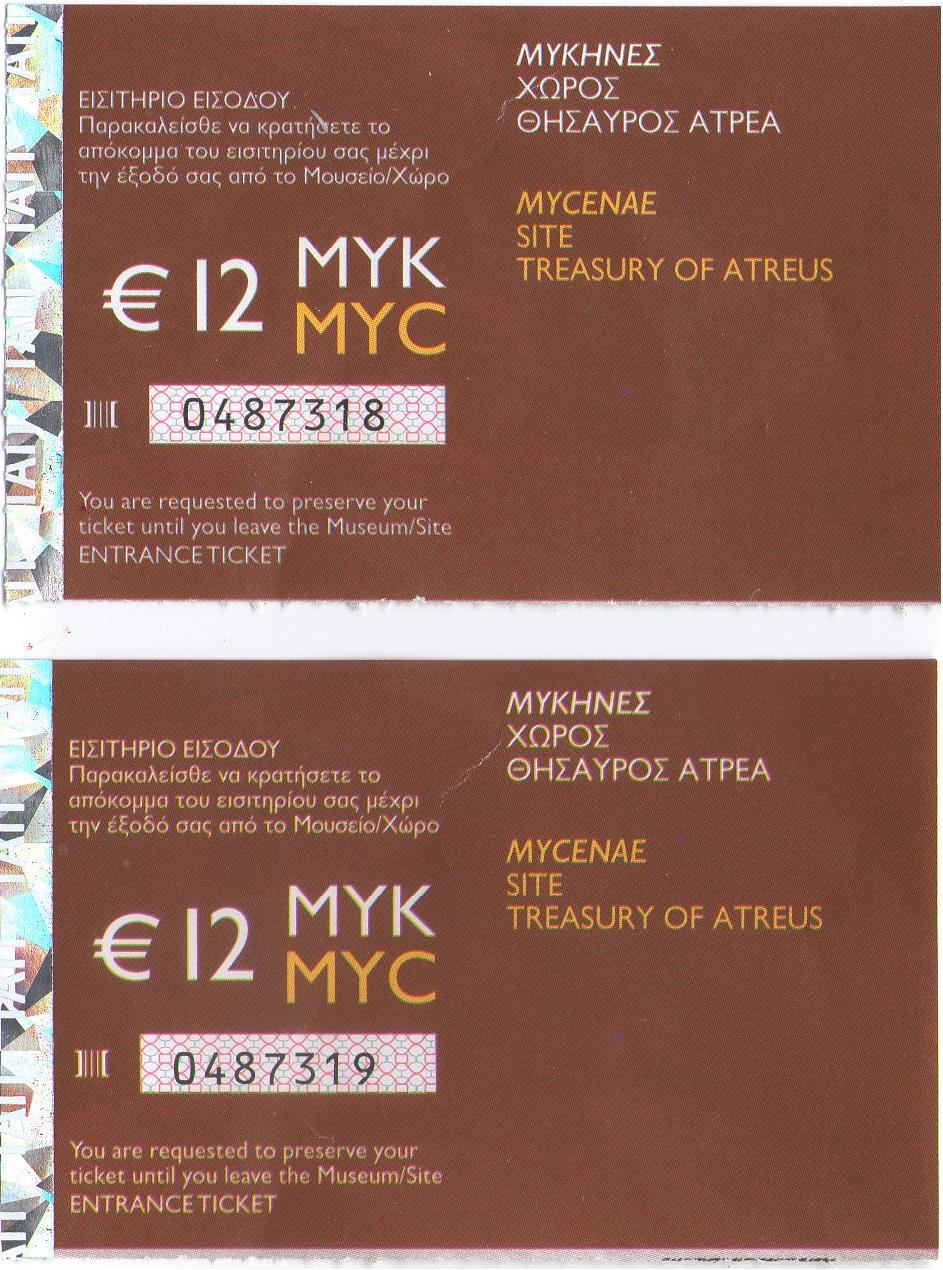 ΕΙΣΙΤΗΡΙΟ ΕΙΣΟΔΟΥ
Παρακαλείσθε να κρατήσετε το
απόκομμα του εισιτηρίου σας μέχρι
την έξοδό σας από το Μουσείο/Χώρο
€12 ΜΥΚ
MYC
0487318
You are requested to preserve your
ticket until you leave the Museum/Site
ENTRANCE TICKET
ΜΥΚΗΝΕΣ
ΧΩΡΟΣ
ΘΗΣΑΥΡΟΣ ΑΤΡΕΑ
MYCENAE
SITE
TREASURY OF ATREUS
ΕΙΣΙΤΗΡΙΟ ΕΙΣΟΔΟΥ
Παρακαλείσθε να κρατήσετε το
απόκομμα του εισιτηρίου σας μέχρι
την έξοδό σας από το Μουσείο/Χώρο
€12 ΜΥΚ
MYC
0487319
You are requested to preserve your
ticket until you leave the Museum/Site
ENTRANCE TICKET
ΜΥΚΗΝΕΣ
ΧΩΡΟΣ
ΘΗΣΑΥΡΟΣ ΑΤΡΕΑ
MYCENAE
SITE
TREASURY OF ATREUS